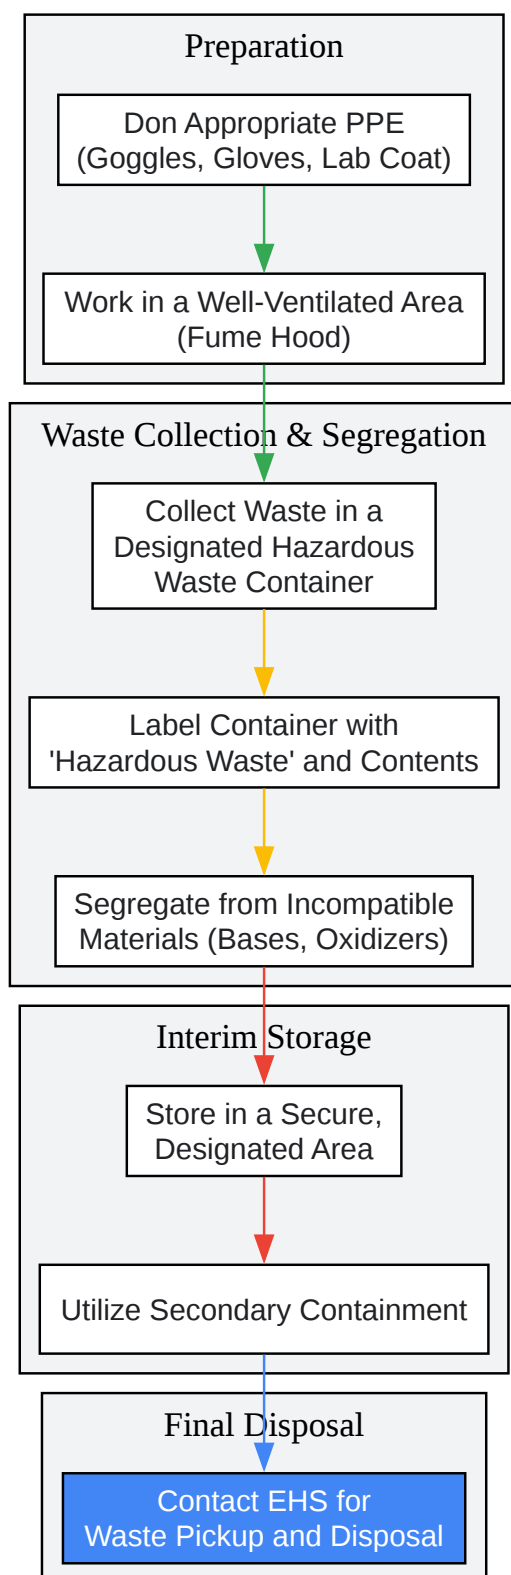 Preparation
Don Appropriate PPE
(Goggles, Gloves, Lab Coat)
Work in a Well-Ventilated Area
(Fume Hood)
Waste Collection & Segregation
Collect Waste in a
Designated Hazardous
Waste Container
Label Container with
'Hazardous Waste' and Contents
Segregate from Incompatible
Materials (Bases, Oxidizers)
Interim Storage
Store in a Secure,
Designated Area
Utilize Secondary Containment
Final Disposal
Contact EHS for
Waste Pickup and Disposal